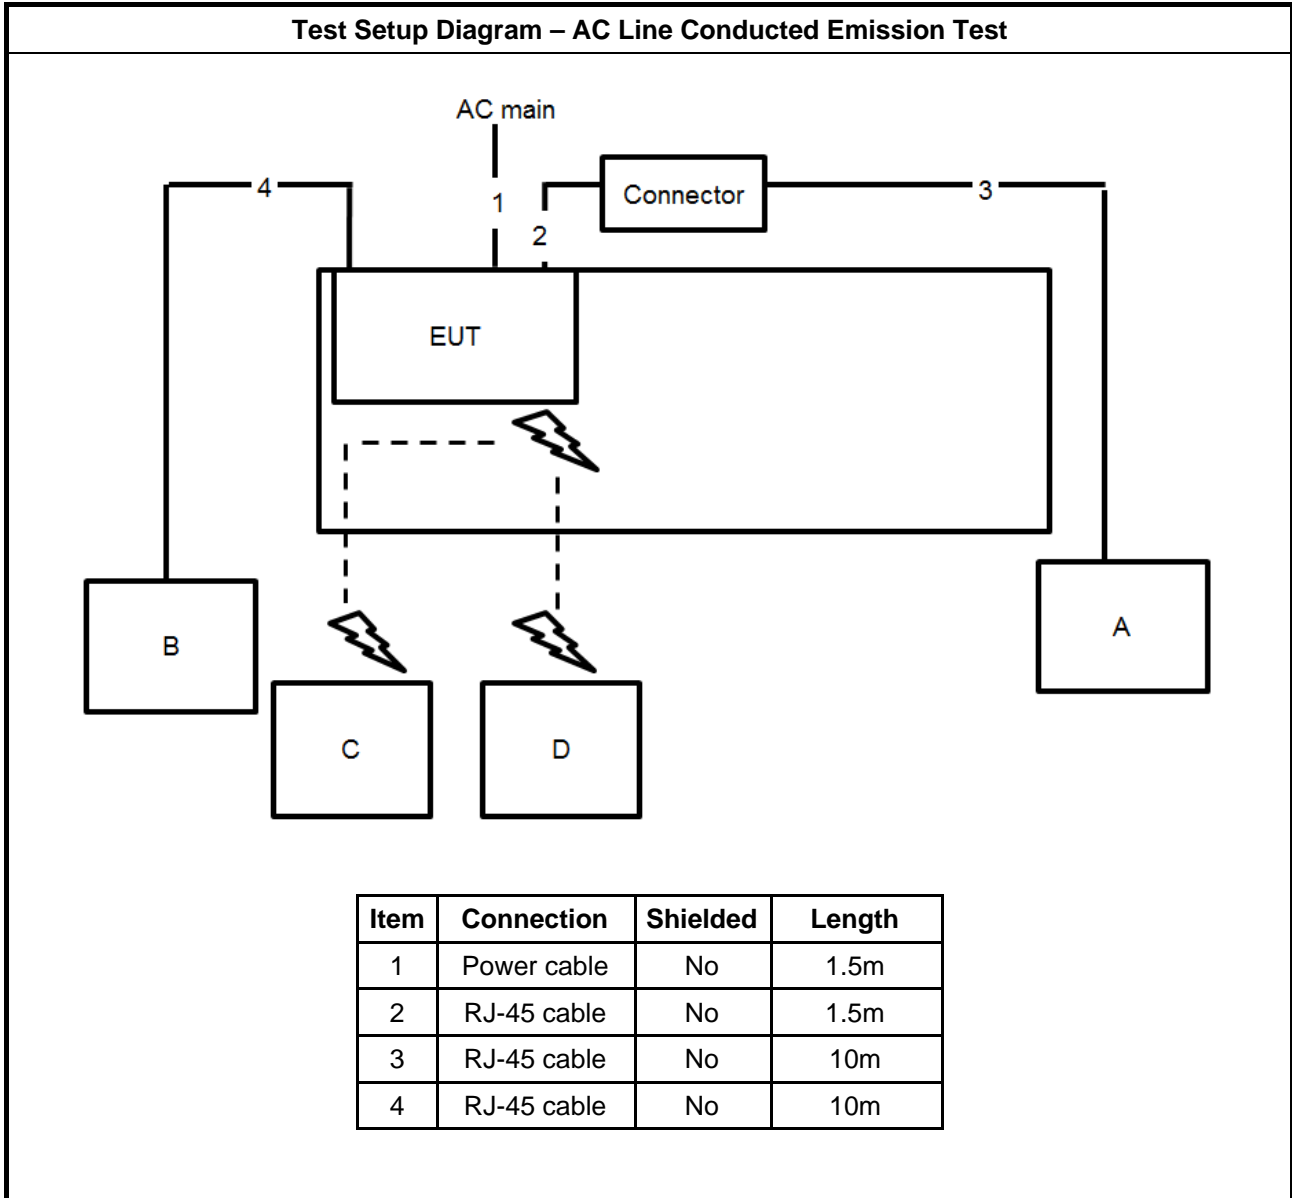 Test Setup Diagram – AC Line Conducted Emission Test
AC main
4
1
2
Connector
3
EUT
B
A
C
D
Item Connection Shielded Length
1 Power cable No 1.5m
2 RJ-45 cable No 1.5m
3 RJ-45 cable No 10m
4 RJ-45 cable No 10m